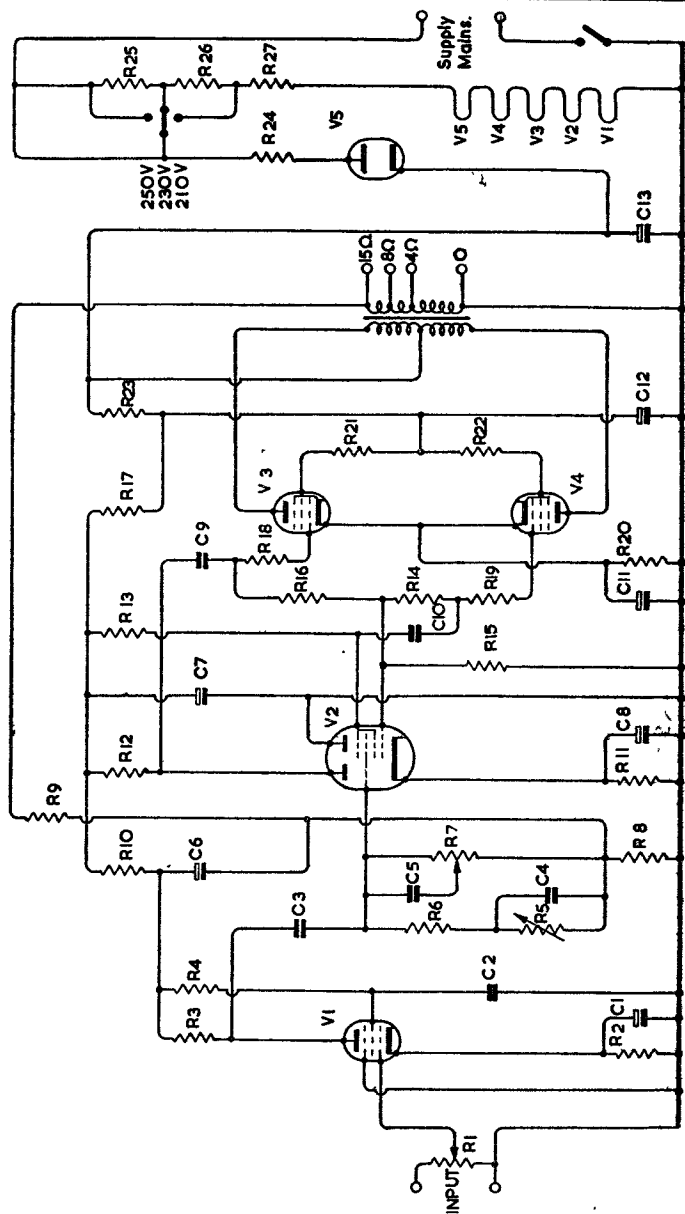 INPUT
R1
R2
C1
V1
R3
R4
C2
C3
R5
C4
R6
C5
R7
R8
R9
R10
C6
R11
C8
R12
V2
C7
R13
R15
C10
R14
R16
R19
C9
R18
R17
V3
V4
C11
R20
R21
R22
R23
C12
15Ω
8Ω
4Ω
O
C13
250V
230V
210V
R24
V5
R25
R26
R27
V5
V4
V3
V2
V1
Supply
Mains.